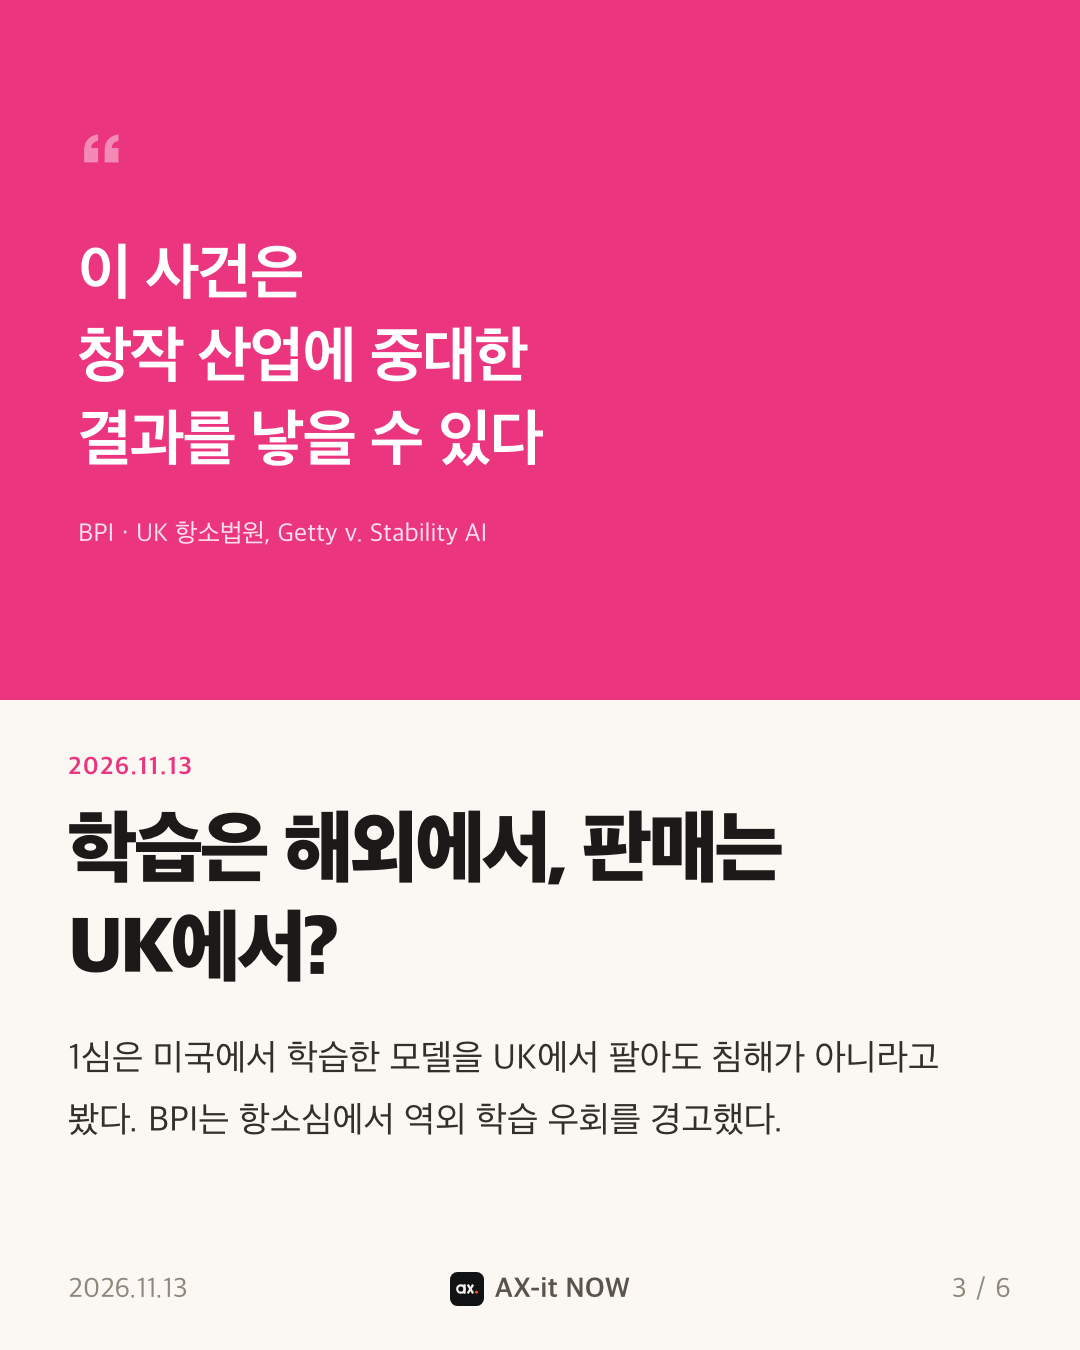 “
이 사건은
창작 산업에 중대한
결과를 낳을 수 있다
BPI · UK 항소법원, Getty v. Stability AI
2026.11.13
학습은 해외에서, 판매는
UK에서?
1심은 미국에서 학습한 모델을 UK에서 팔아도 침해가 아니라고
봤다. BPI는 항소심에서 역외 학습 우회를 경고했다.
2026.11.13
ax. AX-it NOW
3 / 6